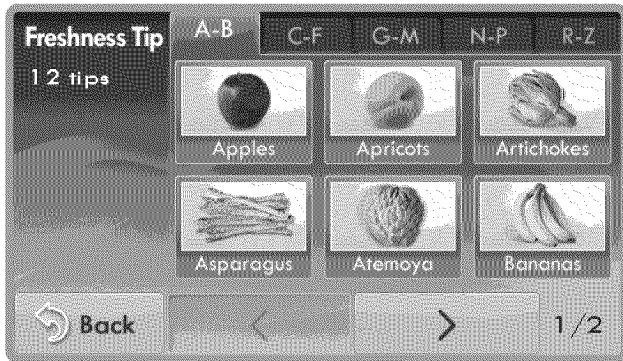 Freshness Tip
A-B C-F G-M N-P R-Z
12 tips
Apples Apricots Artichokes
Asparagus Atemoya Bananas
Back < > 1/2